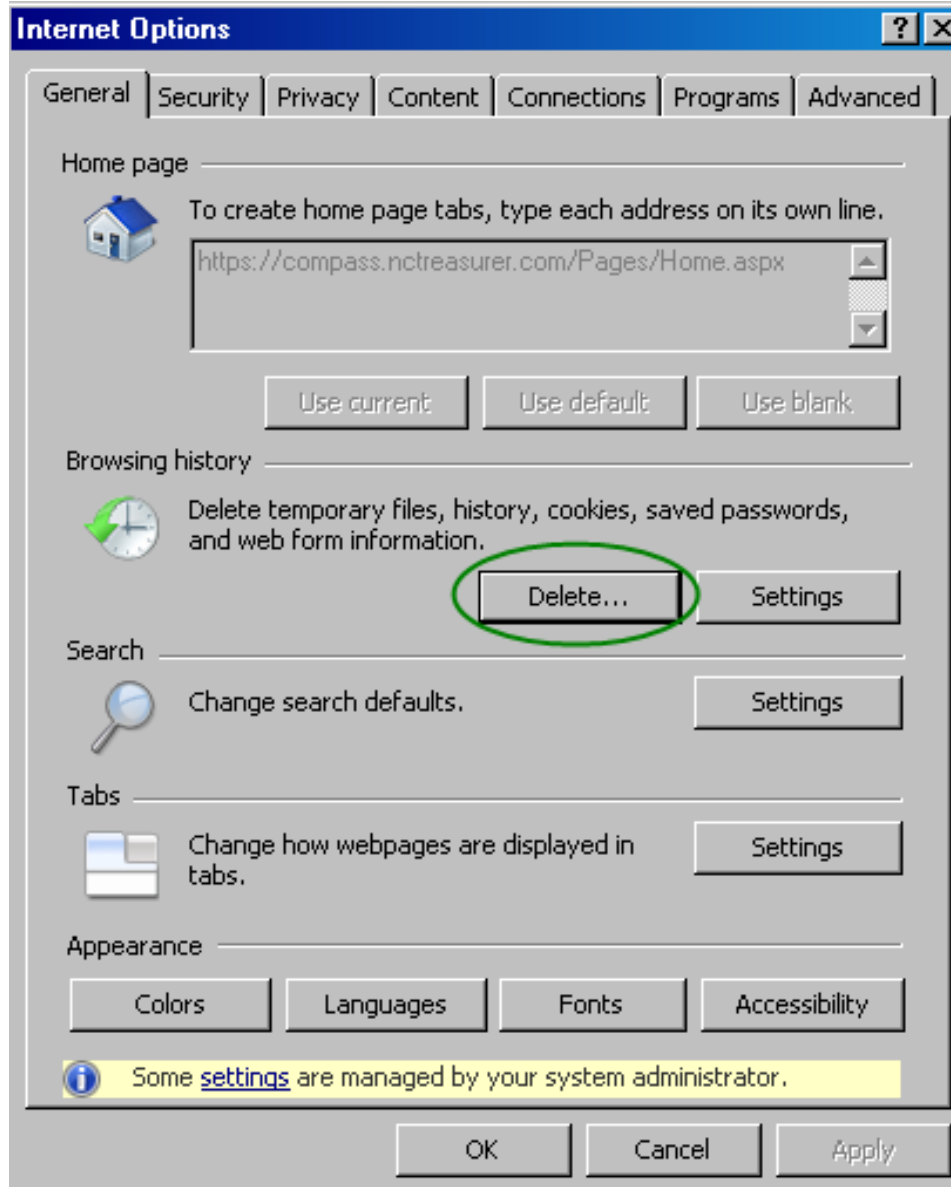 Internet Options
General Security Privacy Content Connections Programs Advanced
Home page
To create home page tabs, type each address on its own line.
https://compass.nctreasurer.com/Pages/Home.aspx
Use current Use default Use blank
Browsing history
Delete temporary files, history, cookies, saved passwords,
and web form information.
Delete... Settings
Search
Change search defaults. Settings
Tabs
Change how webpages are displayed in
tabs.
Settings
Appearance
Colors Languages Fonts Accessibility
Some settings are managed by your system administrator.
OK Cancel Apply